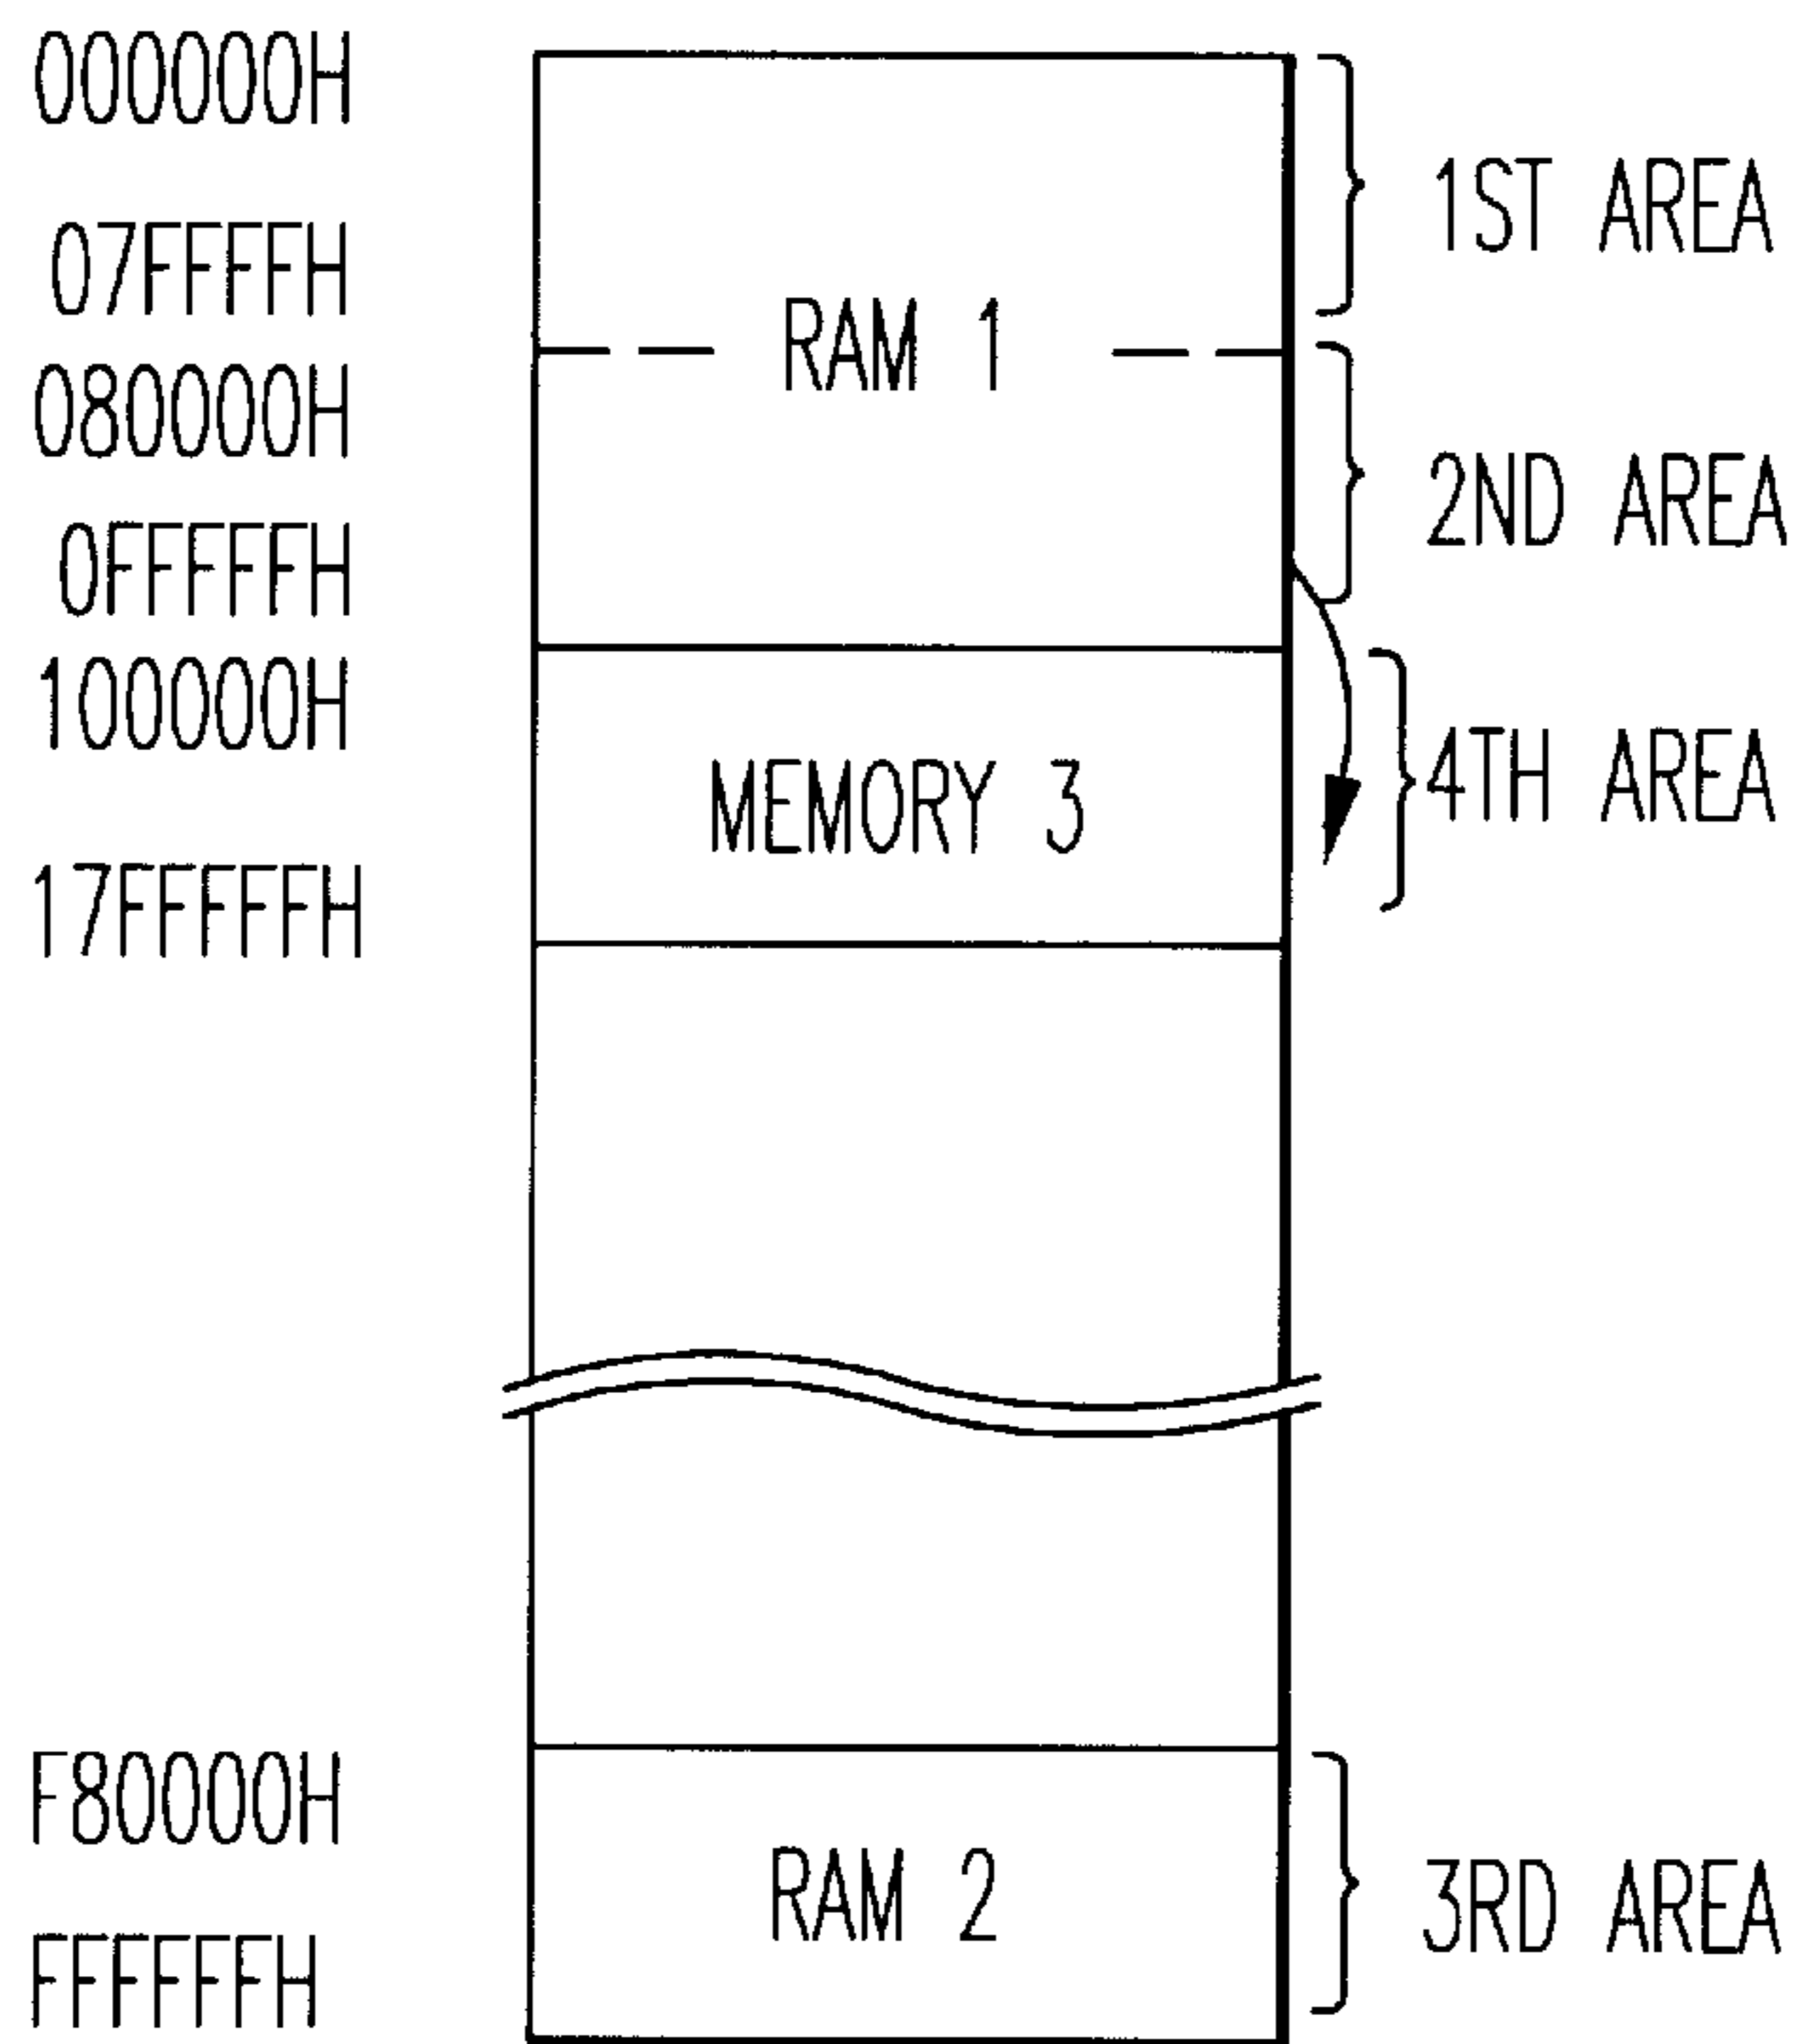 000000H
1ST AREA
07FFFFH
RAM 1
080000H
2ND AREA
0FFFFFH
100000H
MEMORY 3
4TH AREA
17FFFFFH
F80000H
RAM 2
3RD AREA
FFFFFFH